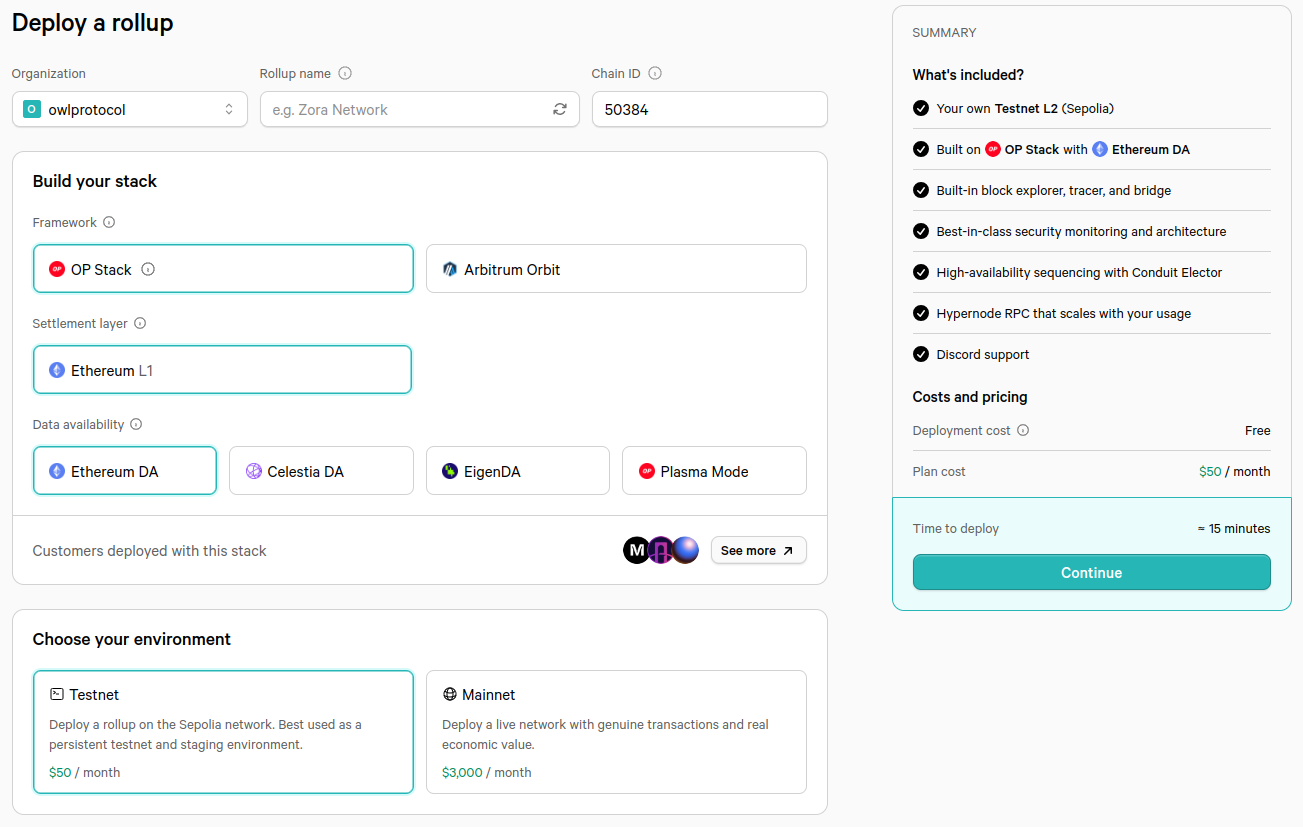 Deploy a rollup
Organization
Rollup name
Chain ID
O owlprotocol
e.g. Zora Network
50384
Build your stack
Framework
OP OP Stack
Arbitrum Orbit
Settlement layer
Ethereum L1
Data availability
Ethereum DA
Celestia DA
EigenDA
OP Plasma Mode
Customers deployed with this stack
M
See more
Choose your environment
Testnet
Deploy a rollup on the Sepolia network. Best used as a
persistent testnet and staging environment.
$50 / month
Mainnet
Deploy a live network with genuine transactions and real
economic value.
$3,000 / month
SUMMARY
What's included?
Your own Testnet L2 (Sepolia)
Built on OP OP Stack with Ethereum DA
Built-in block explorer, tracer, and bridge
Best-in-class security monitoring and architecture
High-availability sequencing with Conduit Elector
Hypernode RPC that scales with your usage
Discord support
Costs and pricing
Deployment cost Free
Plan cost $50 / month
Time to deploy ≈ 15 minutes
Continue